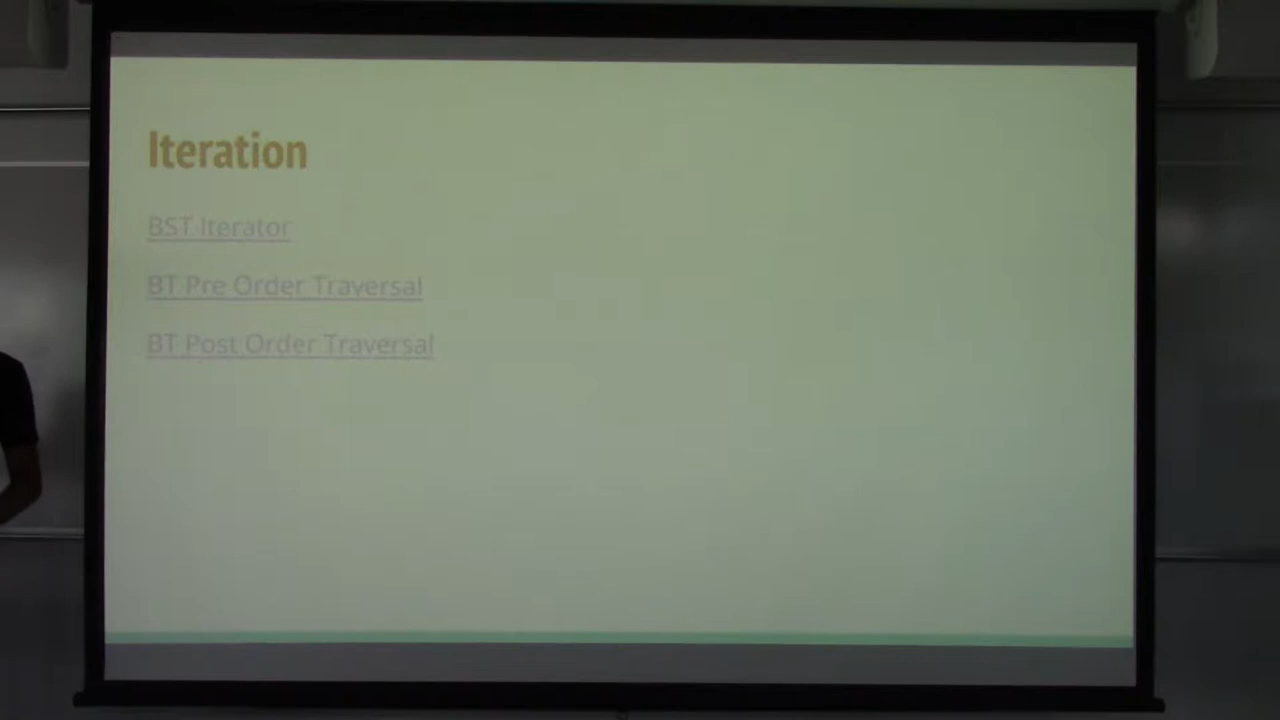 Iteration
BST Iterator
BT Pre Order Traversal
BT Post Order Traversal